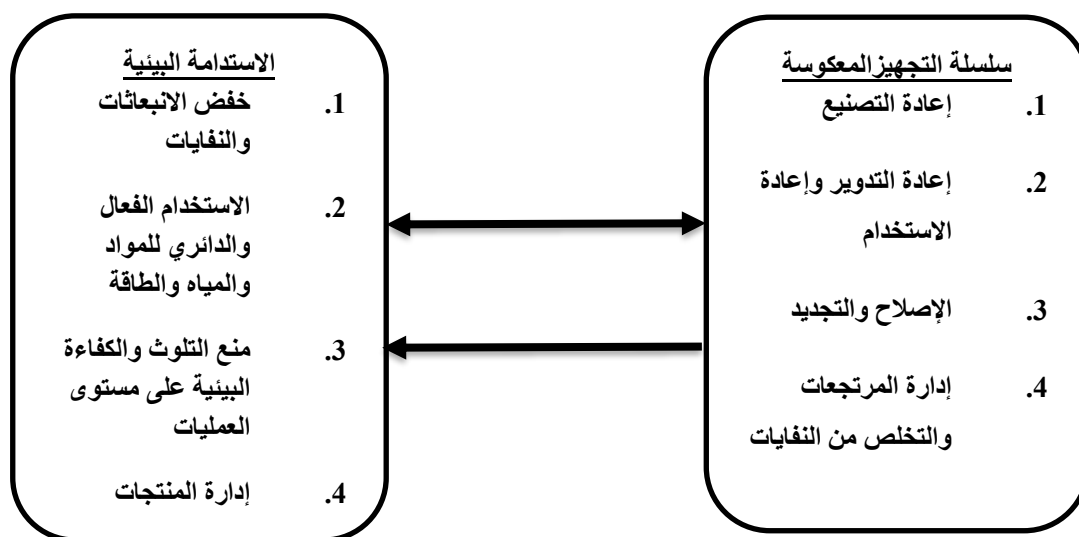 سلسلة التجهيزالمعكوسة
1. إعادة التصنيع
2. إعادة التدوير وإعادة
الاستخدام
3. الإصلاح والتجديد
4. إدارة المرتجعات
والتخلص من النفايات
الاستدامة البيئية
1. خفض الانبعاثات
والنفايات
2. الاستخدام الفعال
والدائري للمواد
والمياه والطاقة
3. منع التلوث والكفاءة
البيئية على مستوى
العمليات
4. إدارة المنتجات